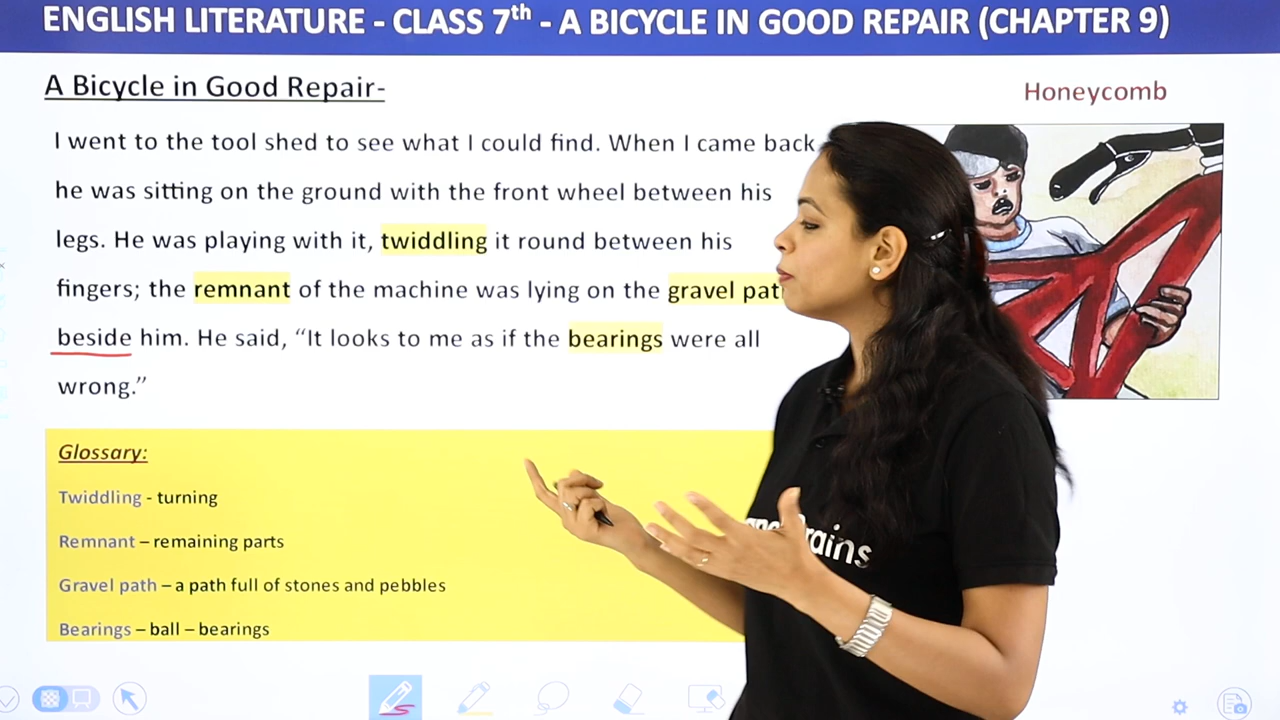 ENGLISH LITERATURE - CLASS 7th - A BICYCLE IN GOOD REPAIR (CHAPTER 9)
A Bicycle in Good Repair-
Honeycomb
I went to the tool shed to see what I could find. When I came back
he was sitting on the ground with the front wheel between his
legs. He was playing with it, twiddling it round between his
fingers; the remnant of the machine was lying on the gravel pat
beside him. He said, “It looks to me as if the bearings were all
wrong.”
Glossary:
Twiddling - turning
Remnant – remaining parts
Gravel path – a path full of stones and pebbles
Bearings – ball – bearings